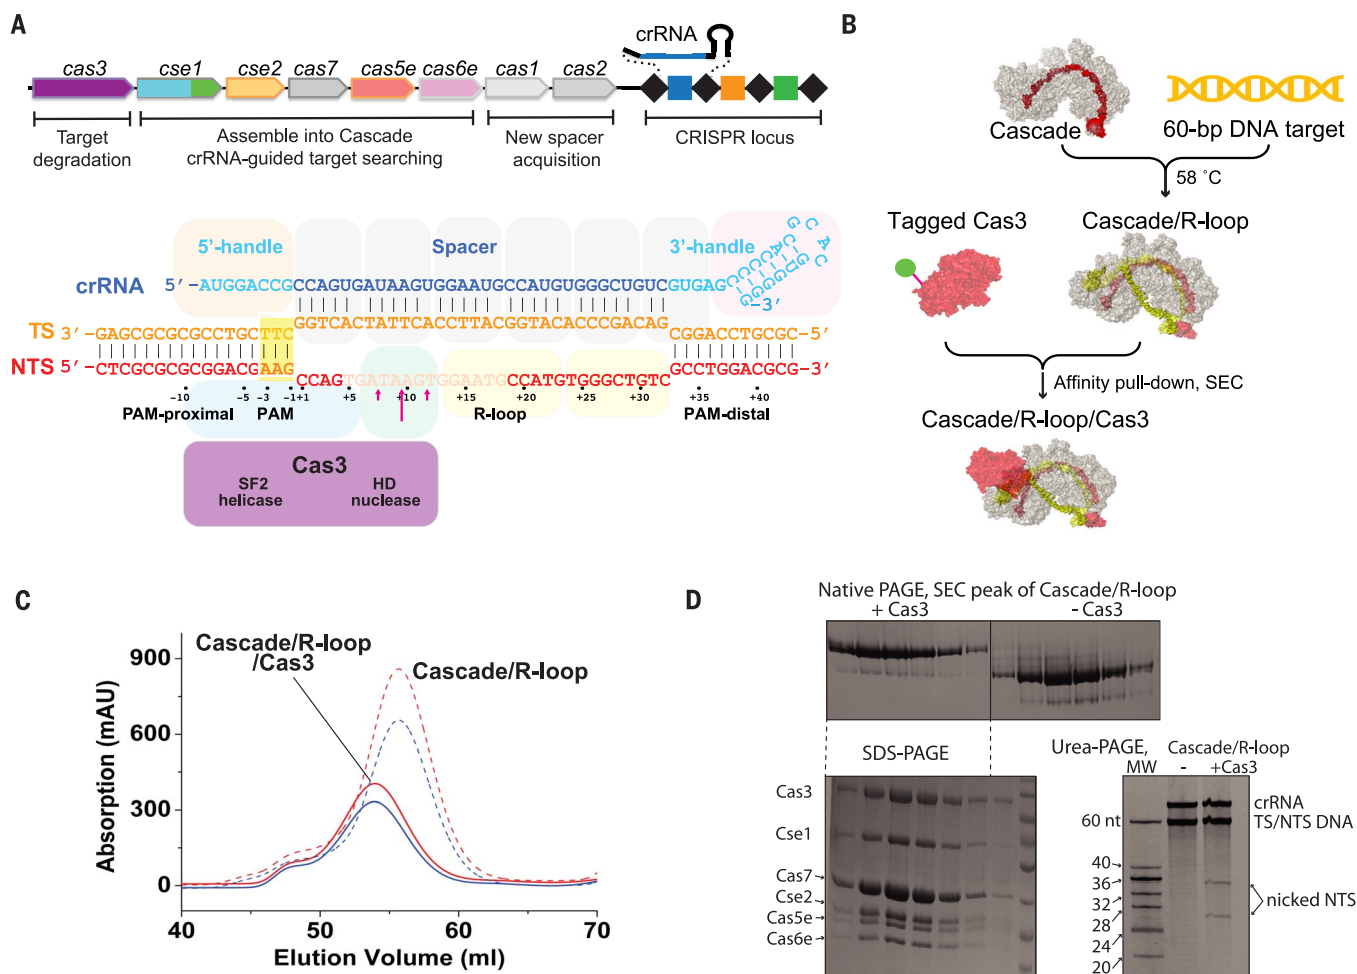 A
crRNA
cas3 cse1 cse2 cas7 cas5e cas6e cas1 cas2
Target
degradation
Assemble into Cascade
crRNA-guided target searching
New spacer
acquisition
CRISPR locus
5'-handle Spacer 3'-handle
crRNA 5'-AUGGACCGCCAGUGAUAAGUGGAAUGCCAUGUGGGCUGUCGUGAG
-3'
GGTCACTATTCACCTTACGGTACACCCGACAG
TS 3'-GAGCGCGCGCCTGCTTC CGGACCTGCGC-5'
NTS 5'-CTCGCGCGCGGACGAAG GCCTGGACGCG-3'
CCAGTGATAAGTGGAATGCCATGTGGGCTGTC
-10 -5 -3 -1 +1 +5 +10 +15 +20 +25 +30 +35 +40
PAM-proximal PAM R-loop PAM-distal
Cas3
SF2
helicase
HD
nuclease
B
Cascade
60-bp DNA target
58 ˚C
Tagged Cas3
Cascade/R-loop
Affinity pull-down, SEC
Cascade/R-loop/Cas3
C
Cascade/R-loop
/Cas3
Cascade/R-loop
Absorption (mAU)
900
600
300
0
40 50 60 70
Elution Volume (ml)
D
Native PAGE, SEC peak of Cascade/R-loop
+ Cas3 - Cas3
SDS-PAGE
Cas3
Cse1
Cas7
Cse2
Cas5e
Cas6e
Urea-PAGE,
MW
Cascade/R-loop
- +Cas3
60 nt
40
36
32
28
24
20
crRNA
TS/NTS DNA
nicked NTS